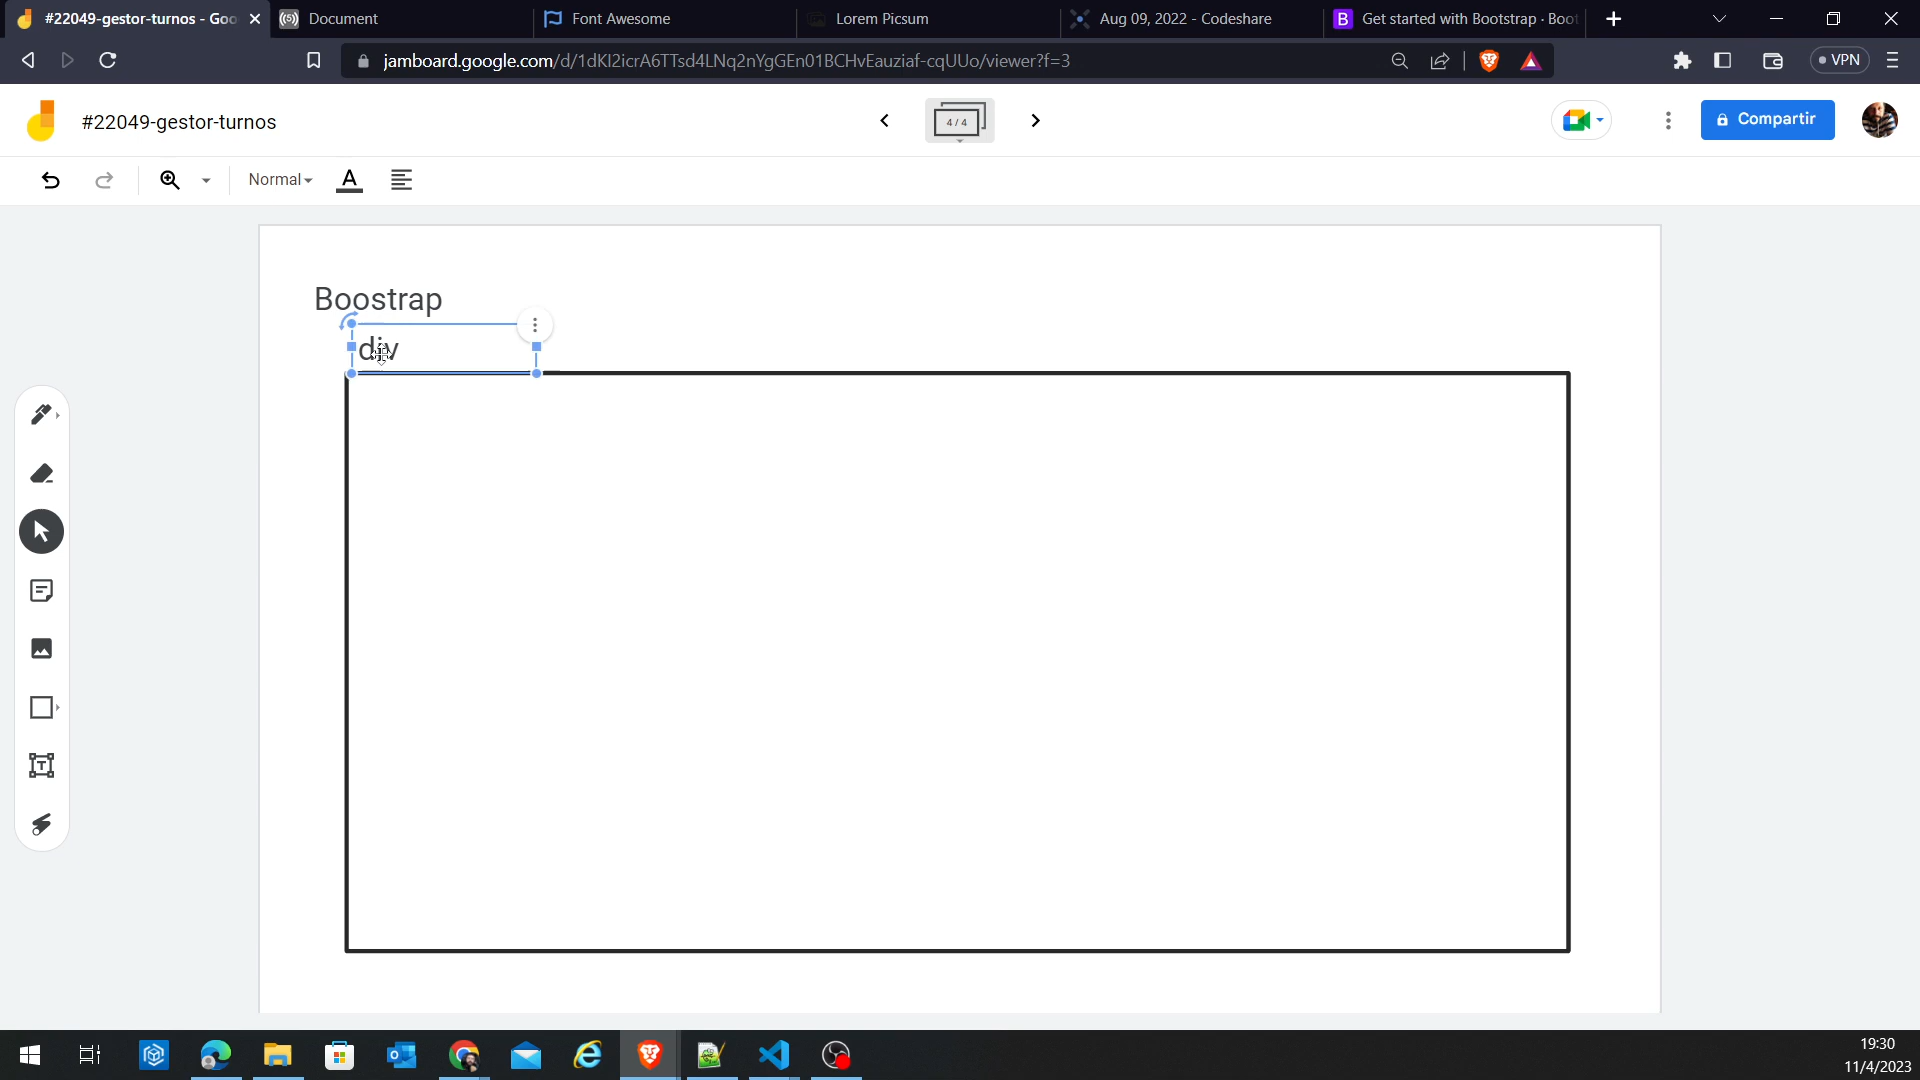 #22049-gestor-turnos - Goo
Document
Font Awesome
Lorem Picsum
Aug 09, 2022 - Codeshare
B Get started with Bootstrap · Boot
jamboard.google.com/d/1dKI2icrA6TTsd4LNq2nYgGEn01BCHvEauziaf-cqUUo/viewer?f=3
VPN
#22049-gestor-turnos
4 / 4
Compartir
Normal
A
Boostrap
div
T
19:30
11/4/2023